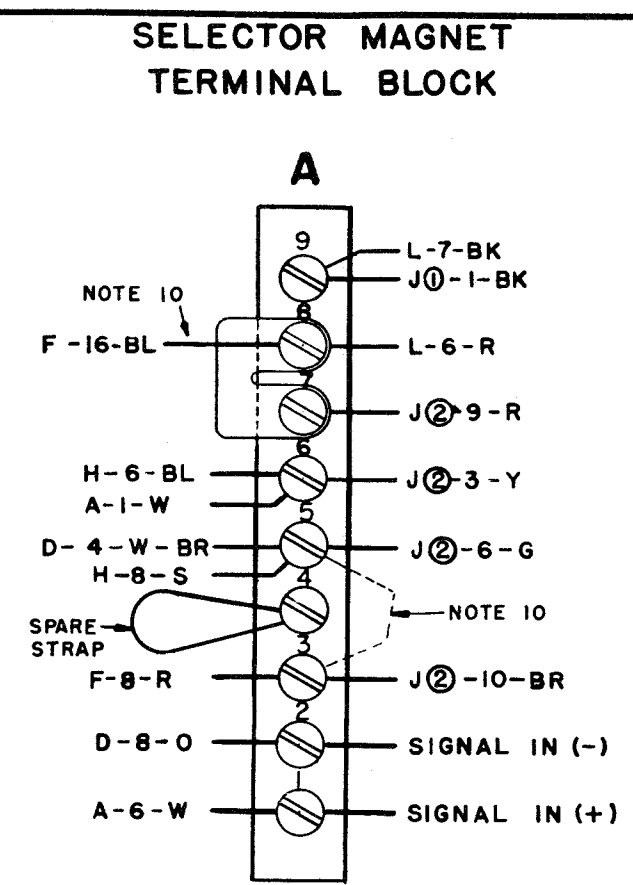 SELECTOR MAGNET
TERMINAL BLOCK
A
9
L-7-BK
J①-1-BK
NOTE 10
8
F-16-BL
L-6-R
7
J②-9-R
6
H-6-BL
J②-3-Y
A-1-W
5
D-4-W-BR
J②-6-G
H-8-S
4
NOTE 10
SPARE
STRAP
3
F-8-R
J②-10-BR
2
D-8-O
SIGNAL IN (-)
1
A-6-W
SIGNAL IN (+)